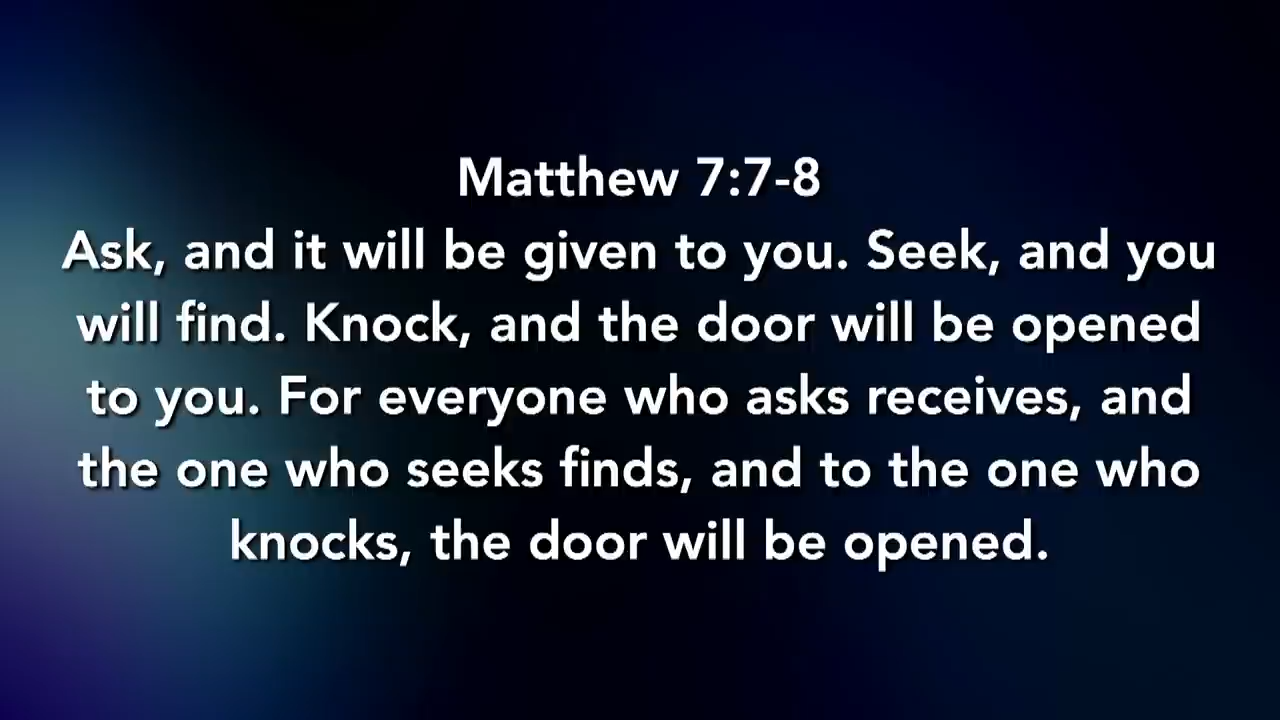 Matthew 7:7-8
Ask, and it will be given to you. Seek, and you
will find. Knock, and the door will be opened
to you. For everyone who asks receives, and
the one who seeks finds, and to the one who
knocks, the door will be opened.